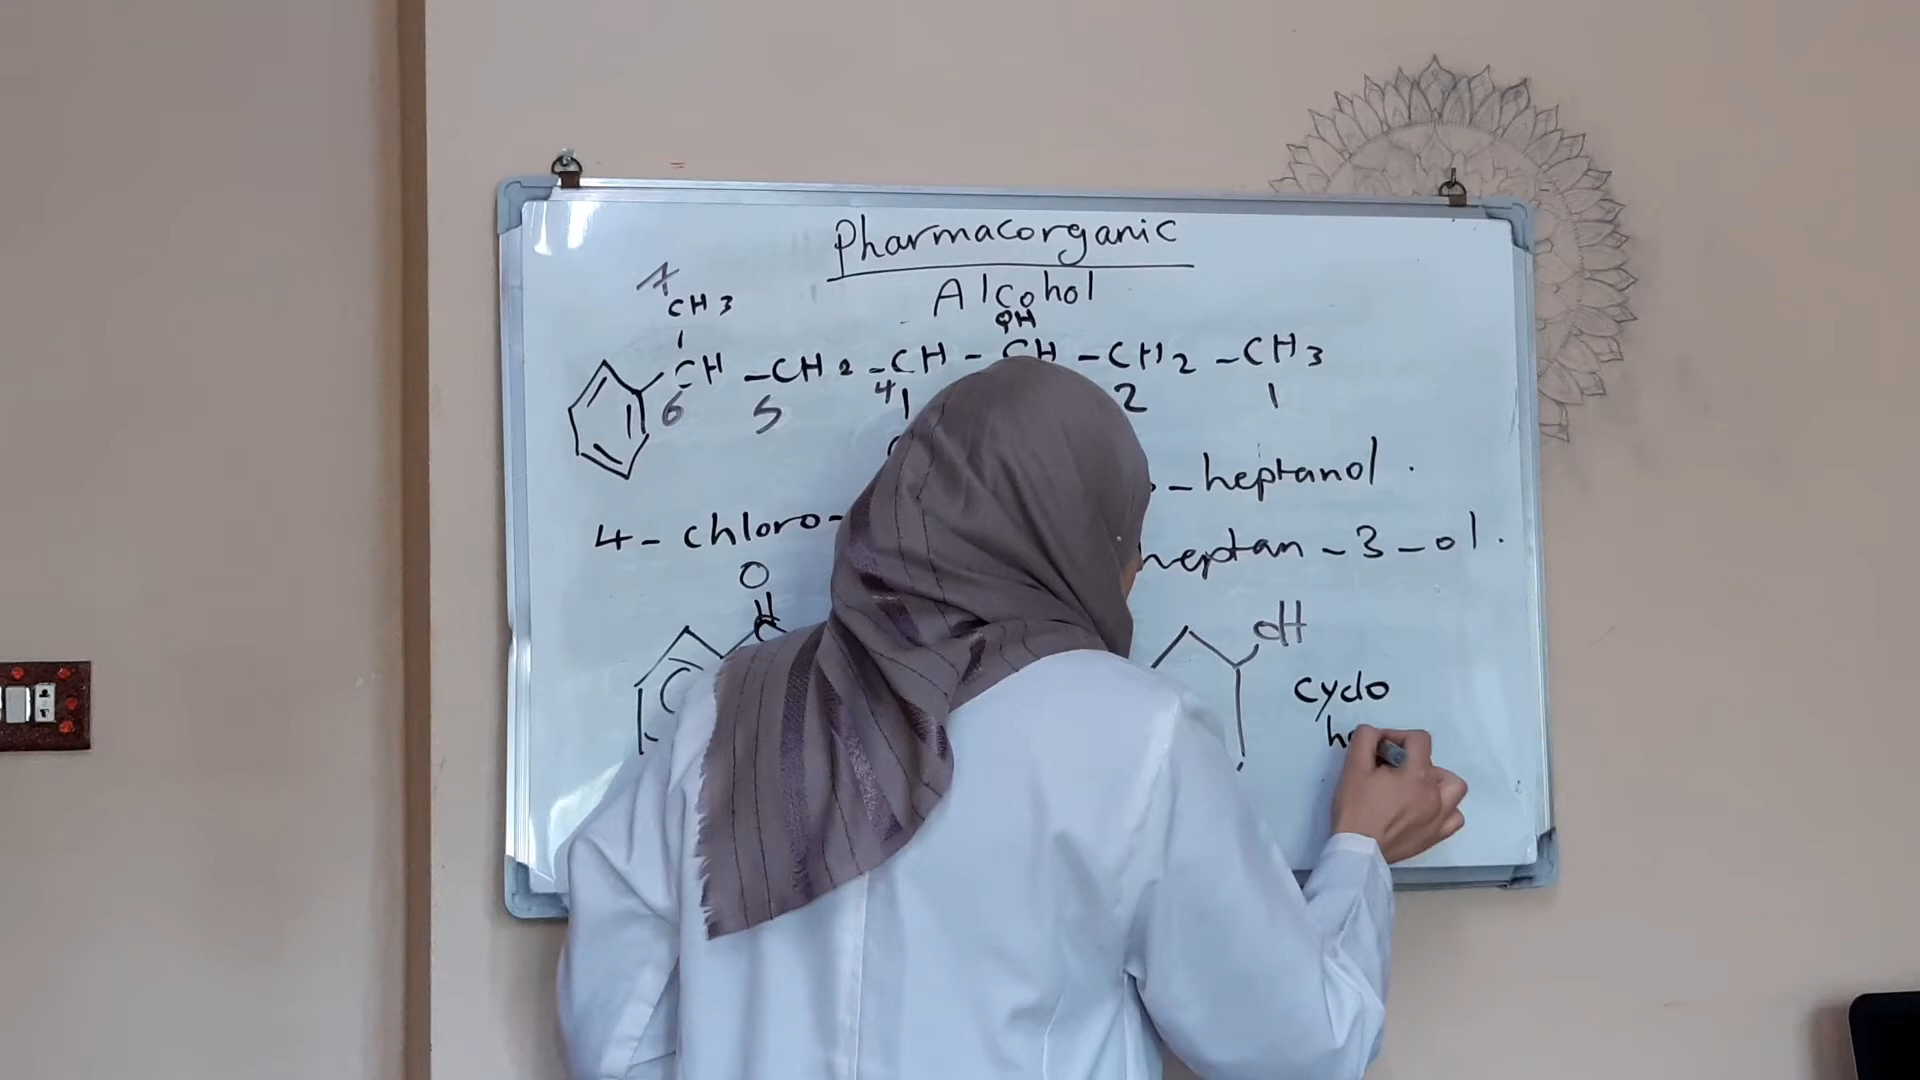 Pharmacorganic
Alcohol
7
CH3
OH
CH - CH2 - CH - CH - CH2 - CH3
6 5 4 2 1
- heptanol.
4 - chloro - heptan - 3 - ol.
O
OH
cyclo